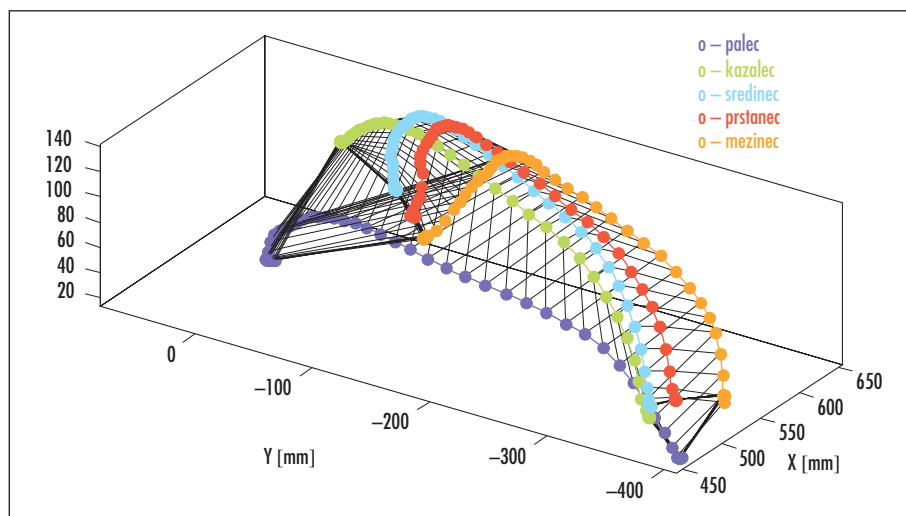 o – palec
o – kazalec
o – sredinec
o – prstanec
o – mezinec
140
120
100
80
60
40
20
0
–100
–200
–300
–400
Y [mm]
450
500
550
600
650
X [mm]